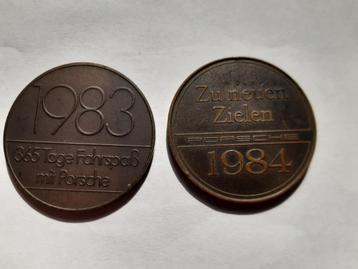 1983
365 Tage Fahrspaß
mit Porsche
Zu neuen
Zielen
PORSCHE
1984